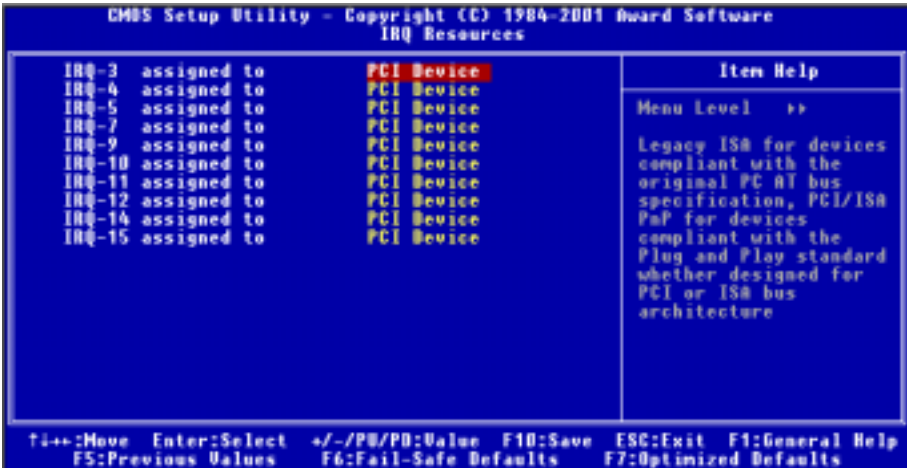 CMOS Setup Utility - Copyright (C) 1984-2001 Award Software
IRQ Resources
IRQ-3 assigned to PCI Device
IRQ-4 assigned to PCI Device
IRQ-5 assigned to PCI Device
IRQ-7 assigned to PCI Device
IRQ-9 assigned to PCI Device
IRQ-10 assigned to PCI Device
IRQ-11 assigned to PCI Device
IRQ-12 assigned to PCI Device
IRQ-14 assigned to PCI Device
IRQ-15 assigned to PCI Device
Item Help
Menu Level ▸▸
Legacy ISA for devices
compliant with the
original PC AT bus
specification, PCI/ISA
PnP for devices
compliant with the
Plug and Play standard
whether designed for
PCI or ISA bus
architecture
↑↓→←:Move Enter:Select +/-/PU/PD:Value F10:Save ESC:Exit F1:General Help
F5:Previous Values F6:Fail-Safe Defaults F7:Optimized Defaults